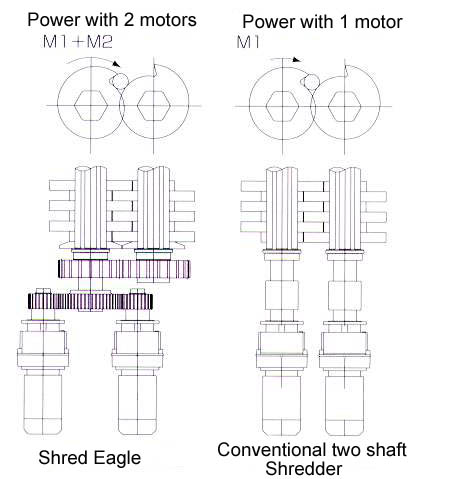 Power with 2 motors
M1+M2
Power with 1 motor
M1
Shred Eagle
Conventional two shaft
Shredder